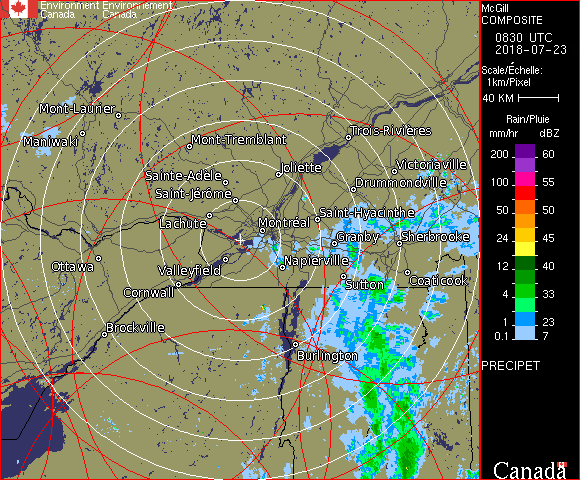 Environment Environnement
Canada Canada
McGill
COMPOSITE
0830 UTC
2018-07-23
Scale/Échelle:
1km/Pixel
40 KM
Rain/Pluie
mm/hr dBZ
200 60
100 55
50 50
24 45
12 40
4 33
1 28
0.1 23
7
PRECIPET
Canada
Mont-Laurier
Maniwaki
Mont-Tremblant
Trois-Rivières
Sainte-Adèle
Joliette
Victoriaville
Saint-Jérôme
Drummondville
Lachute
Montréal
Saint-Hyacinthe
Granby
Sherbrooke
Ottawa
Valleyfield
Napierville
Cornwall
Sutton
Coaticook
Brockville
Burlington